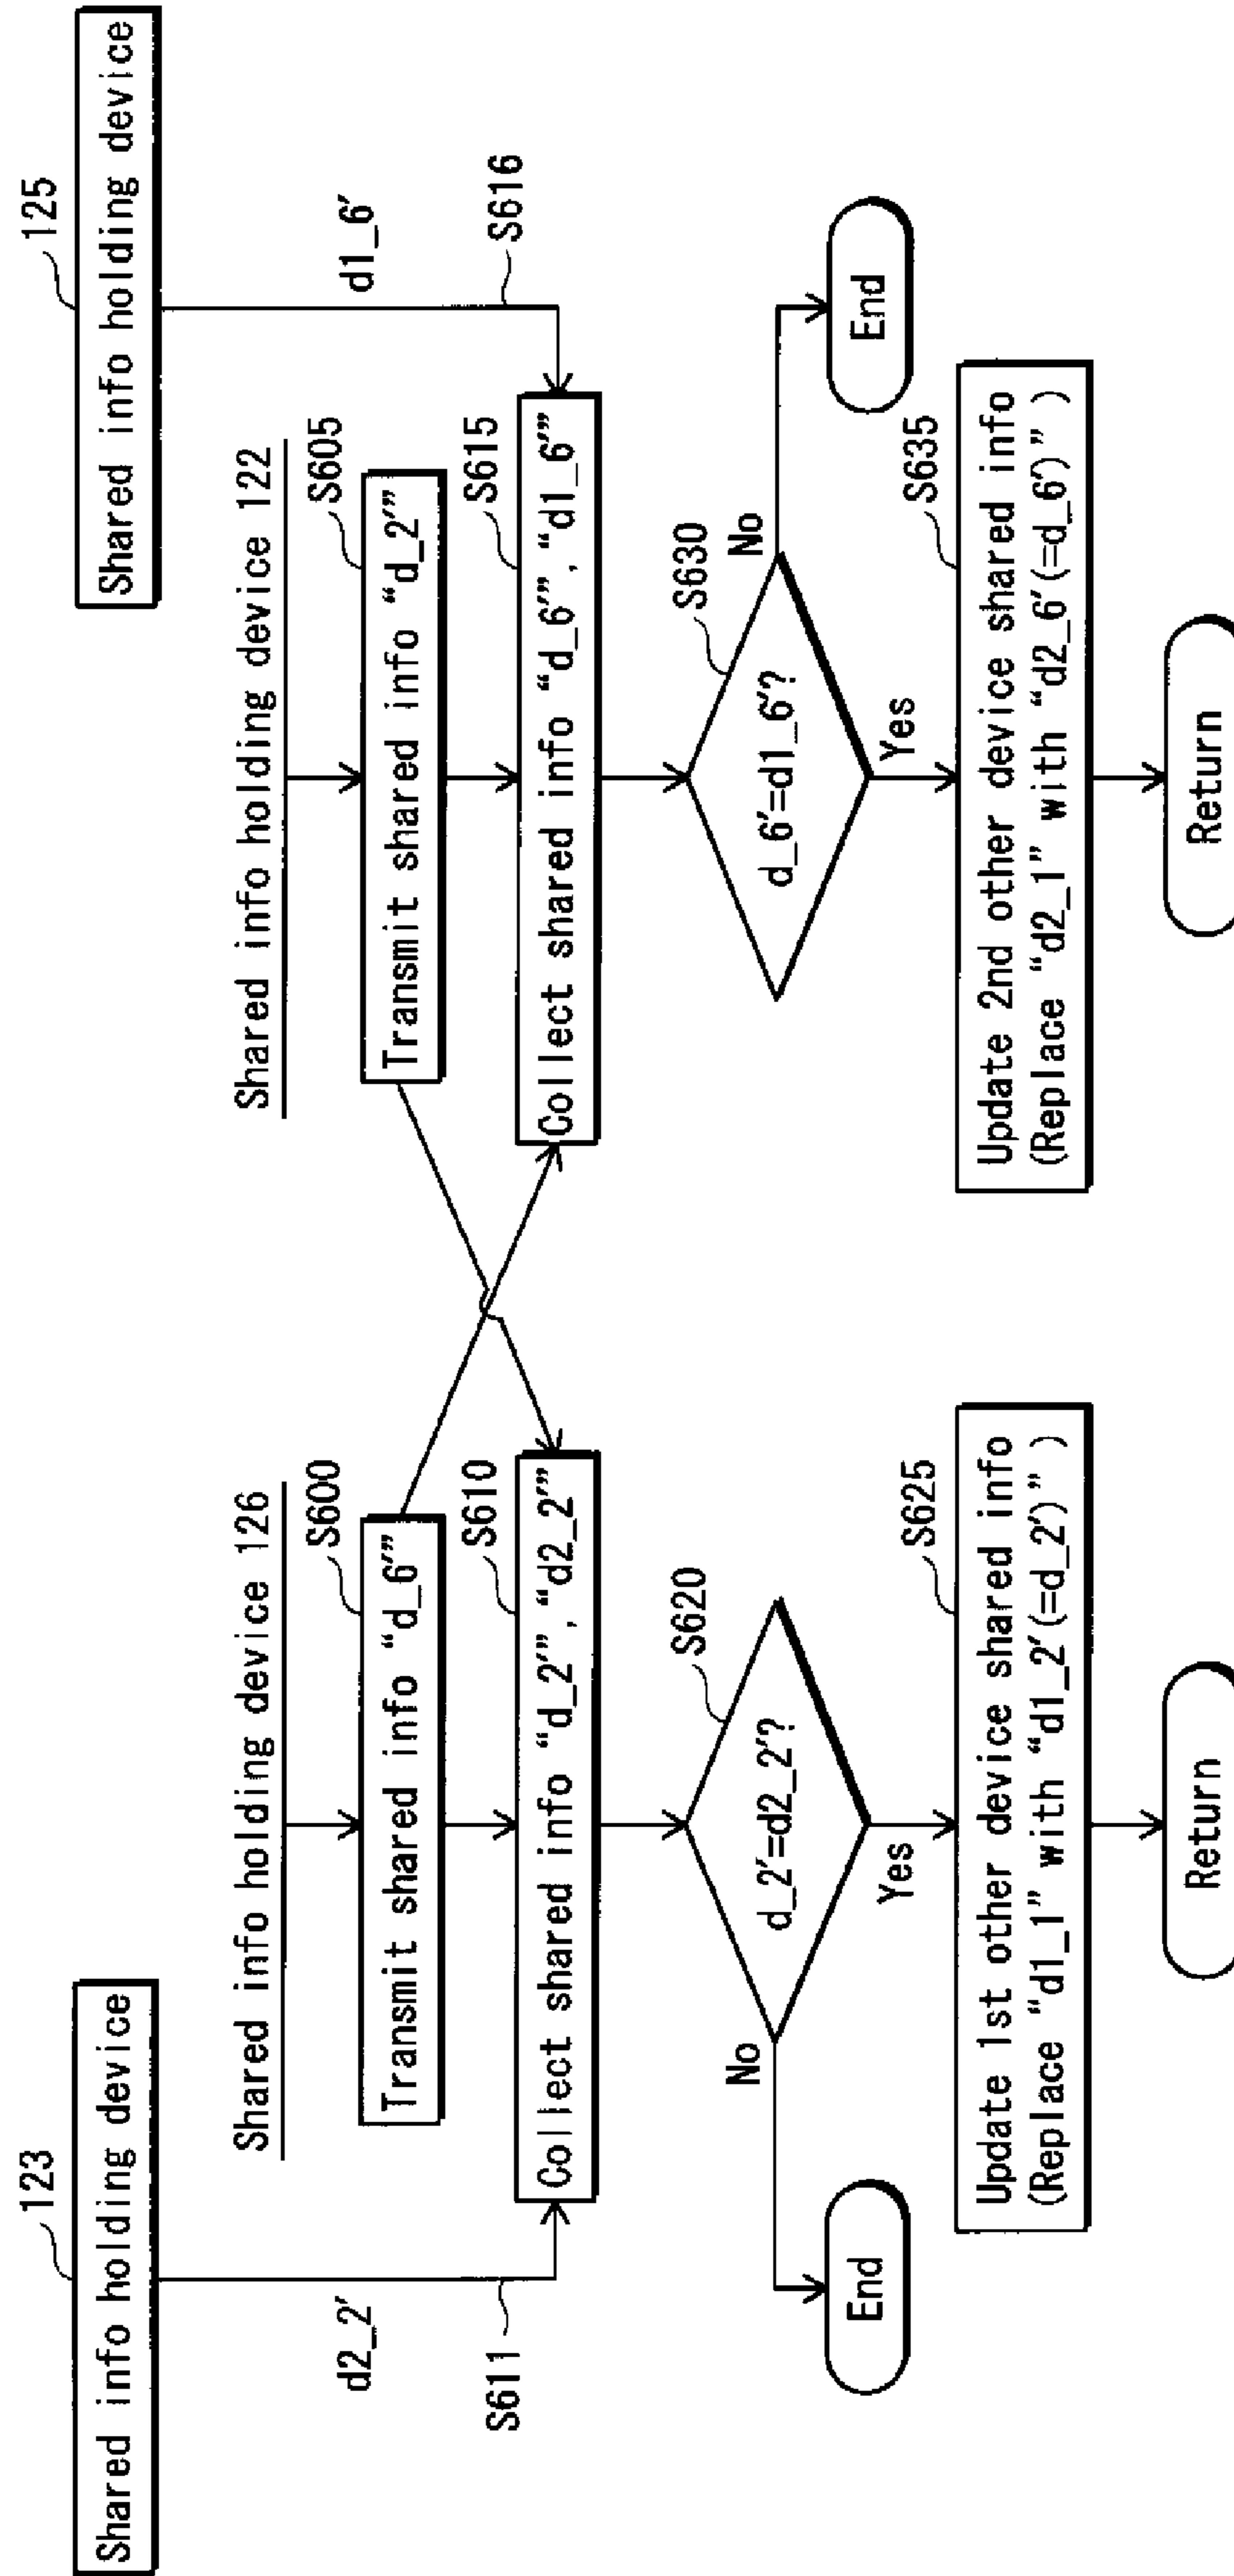 123
Shared info holding device
125
Shared info holding device
d2_2'
S611
d1_6'
S616
Shared info holding device 126
Shared info holding device 122
S600
Transmit shared info “d_6'”
S605
Transmit shared info “d_2'”
S610
Collect shared info “d_2'”, “d2_2'”
S615
Collect shared info “d_6'”, “d1_6'”
S620
d_2'=d2_2'?
No
Yes
End
S630
d_6'=d1_6'?
No
Yes
End
S625
Update 1st other device shared info
(Replace “d1_1” with “d1_2'(=d_2')” )
S635
Update 2nd other device shared info
(Replace “d2_1” with “d2_6'(=d_6')” )
Return
Return